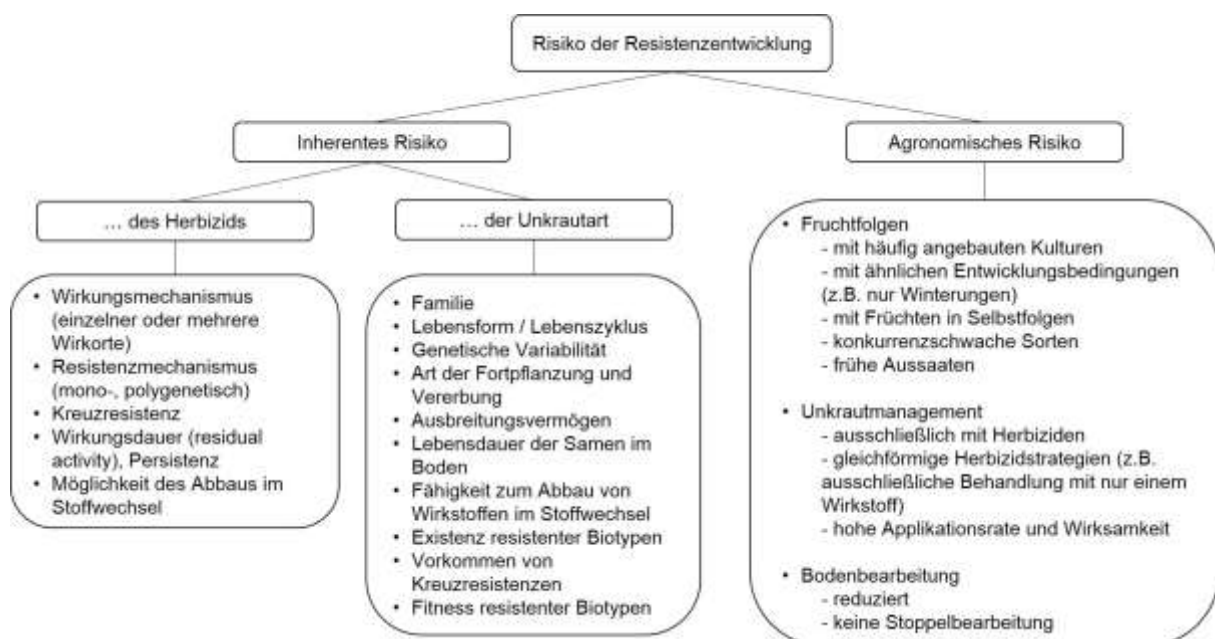 Risiko der Resistenzentwicklung
Inherentes Risiko
Agronomisches Risiko
... des Herbizids
... der Unkrautart
• Wirkungsmechanismus
(einzelner oder mehrere
Wirkorte)
• Resistenzmechanismus
(mono-, polygenetisch)
• Kreuzresistenz
• Wirkungsdauer (residual
activity), Persistenz
• Möglichkeit des Abbaus im
Stoffwechsel
• Familie
• Lebensform / Lebenszyklus
• Genetische Variabilität
• Art der Fortpflanzung und
Vererbung
• Ausbreitungsvermögen
• Lebensdauer der Samen im
Boden
• Fähigkeit zum Abbau von
Wirkstoffen im Stoffwechsel
• Existenz resistenter Biotypen
• Vorkommen von
Kreuzresistenzen
• Fitness resistenter Biotypen
• Fruchtfolgen
- mit häufig angebauten Kulturen
- mit ähnlichen Entwicklungsbedingungen
(z.B. nur Winterungen)
- mit Früchten in Selbstfolgen
- konkurrenzschwache Sorten
- frühe Aussaaten
• Unkrautmanagement
- ausschließlich mit Herbiziden
- gleichförmige Herbizidstrategien (z.B.
ausschließliche Behandlung mit nur einem
Wirkstoff)
- hohe Applikationsrate und Wirksamkeit
• Bodenbearbeitung
- reduziert
- keine Stoppelbearbeitung